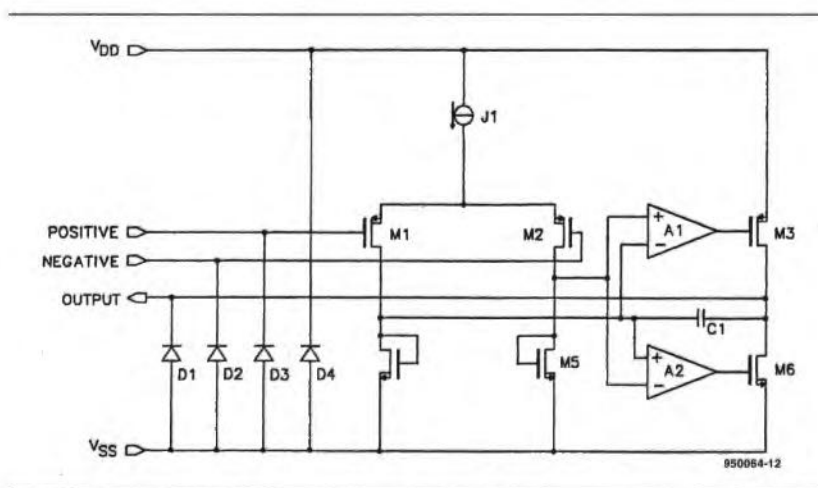 VDD
J1
POSITIVE
M1
M2
+
A1
−
M3
NEGATIVE
OUTPUT
C1
D1
D2
D3
D4
M5
+
A2
−
M6
VSS
950064-12